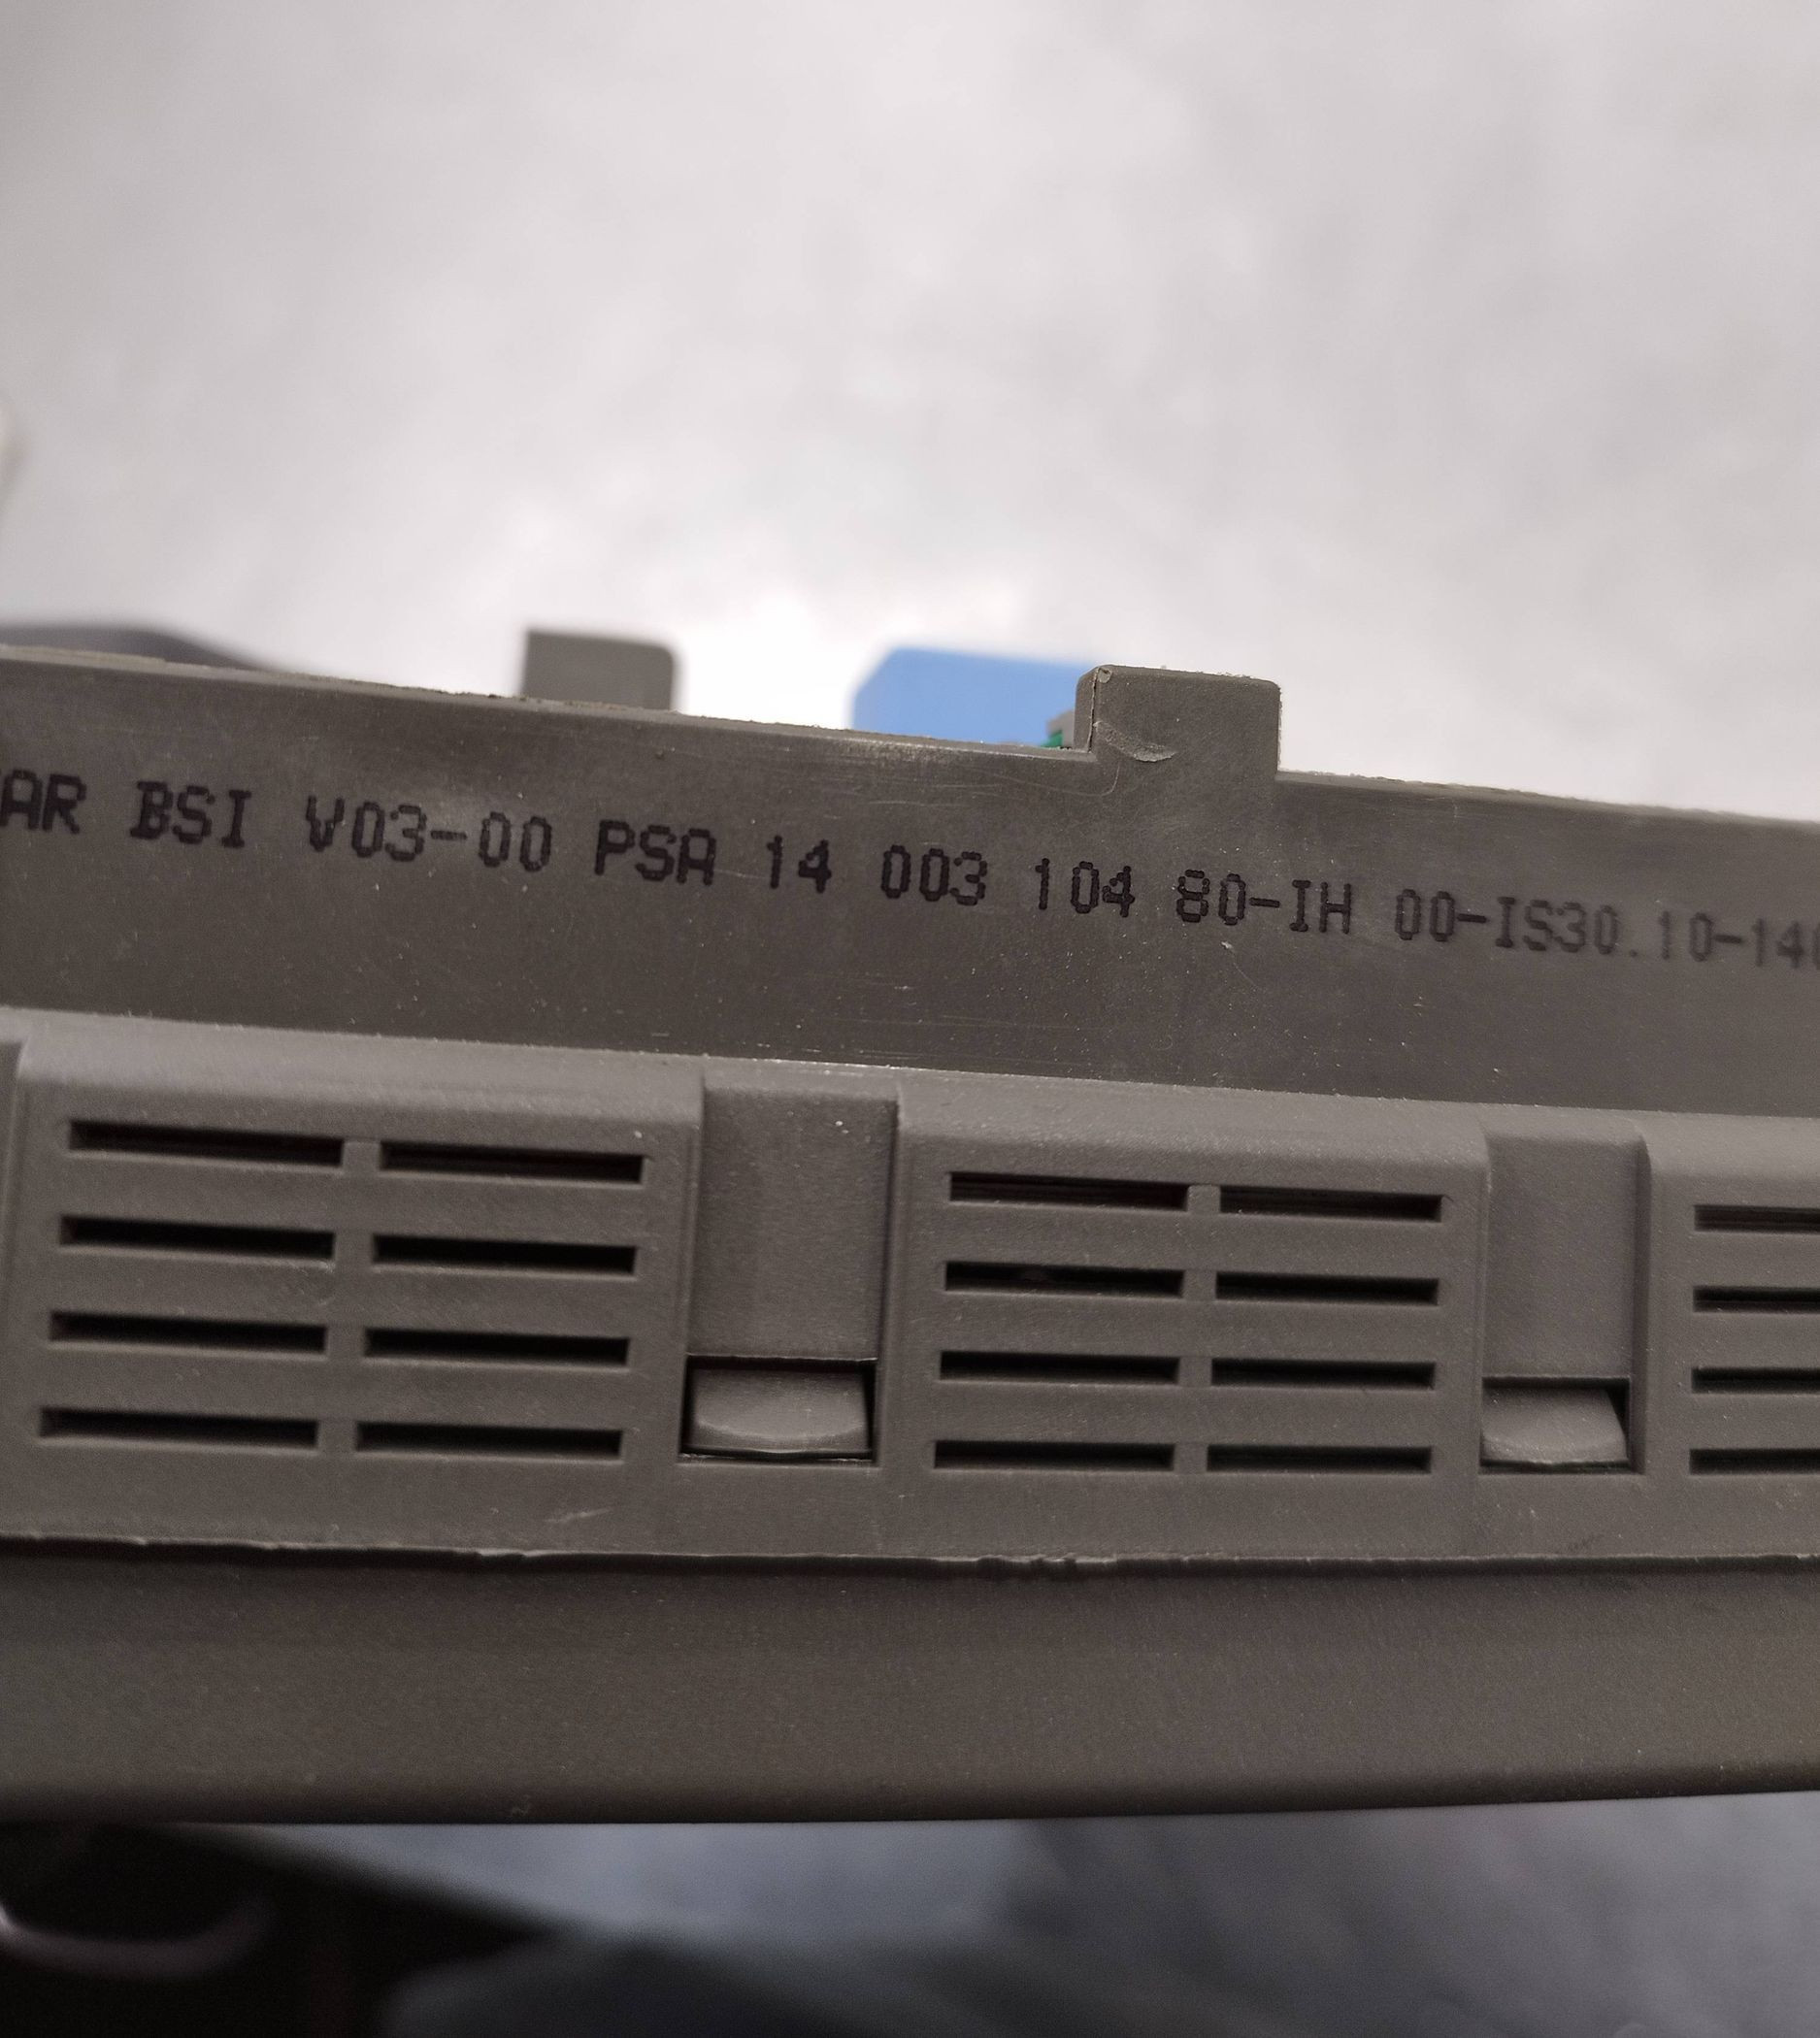 AR BSI V03-00 PSA 14 003 104 80-IH 00-IS30.10-14